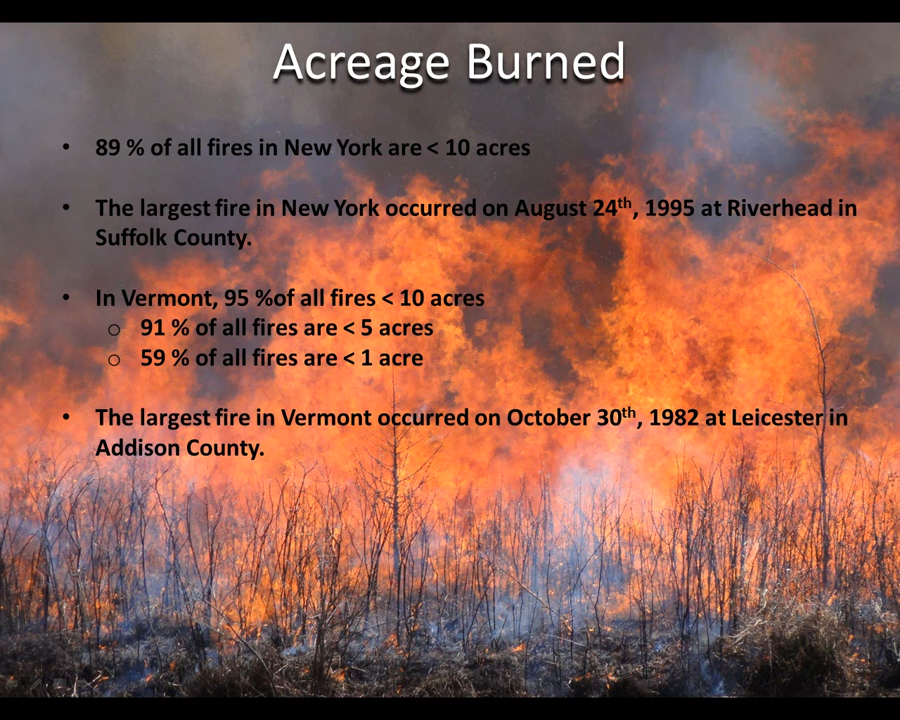 Acreage Burned
• 89 % of all fires in New York are < 10 acres
• The largest fire in New York occurred on August 24th, 1995 at Riverhead in
Suffolk County.
• In Vermont, 95 %of all fires < 10 acres
o 91 % of all fires are < 5 acres
o 59 % of all fires are < 1 acre
• The largest fire in Vermont occurred on October 30th, 1982 at Leicester in
Addison County.